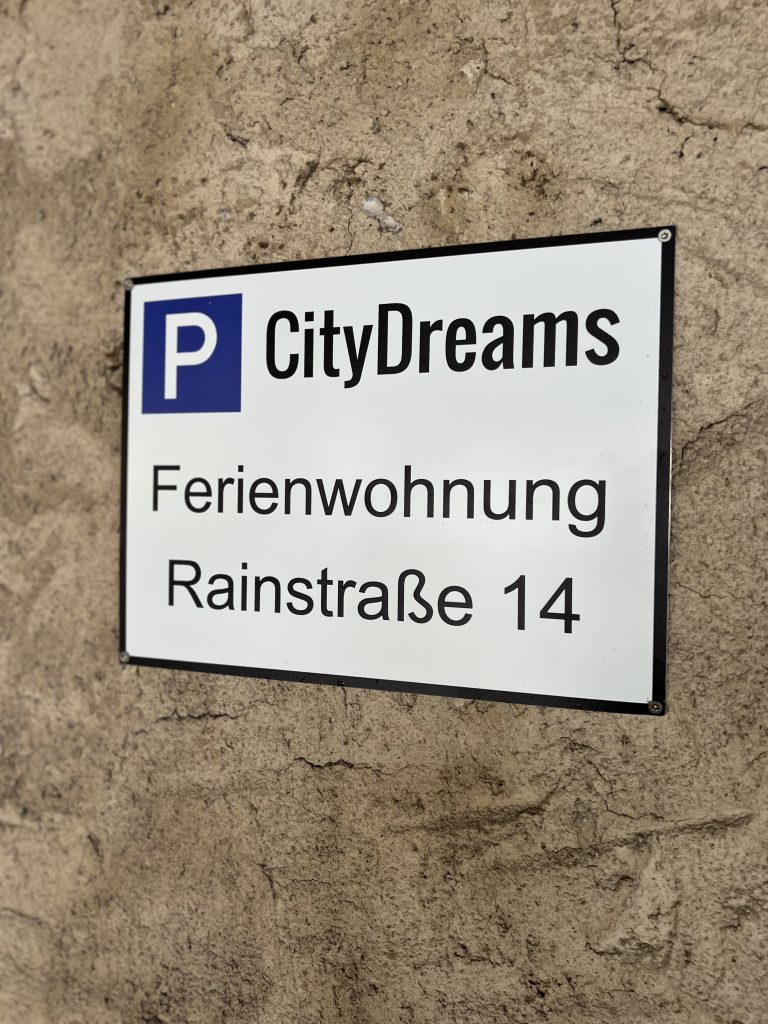 P CityDreams
Ferienwohnung
Rainstraße 14